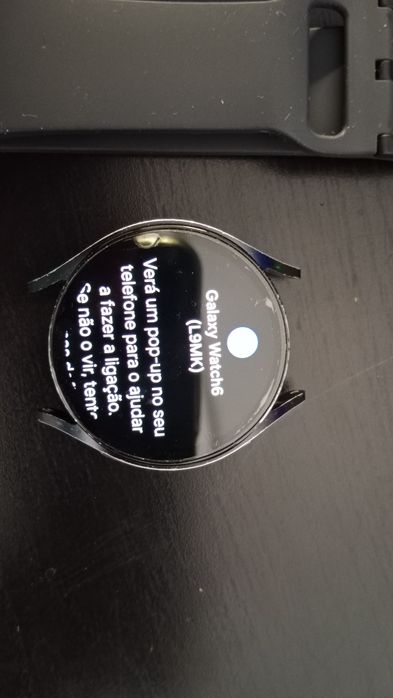 Galaxy Watch6
(L9MK)
Verá um pop-up no seu
telefone para o ajudar
a fazer a ligação.
Se não o vir, tente